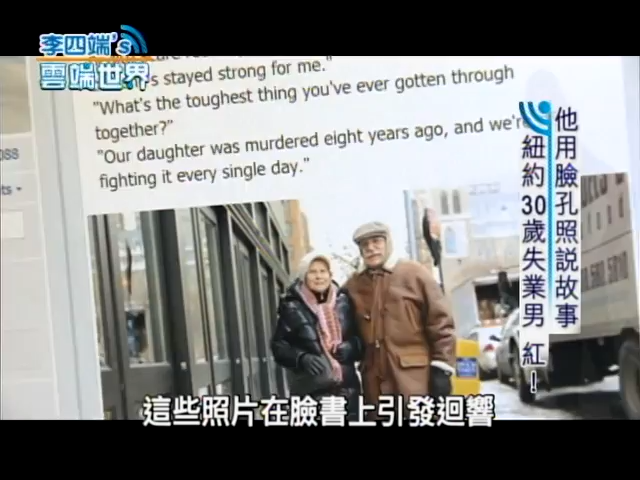 李四端's
雲端世界
's stayed strong for me."
"What's the toughest thing you've ever gotten through
together?"
"Our daughter was murdered eight years ago, and we're
fighting it every single day."
他用臉孔照說故事
紐約30歲失業男 紅！
這些照片在臉書上引發迴響